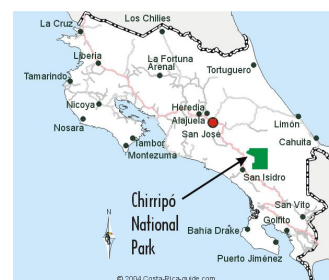 La Cruz
Los Chilies
Liberia
La Fortuna
Arenal
Tortuguero
Tamarindo
Nicoya
Heredia
Alajuela
San José
Limón
Nosara
Tambor
Montezuma
Cahuita
San Isidro
Chirripó
National
Park
San Vito
Golfito
Bahía Drake
Puerto Jiménez
N
© 2004 Costa-Rica-guide.com